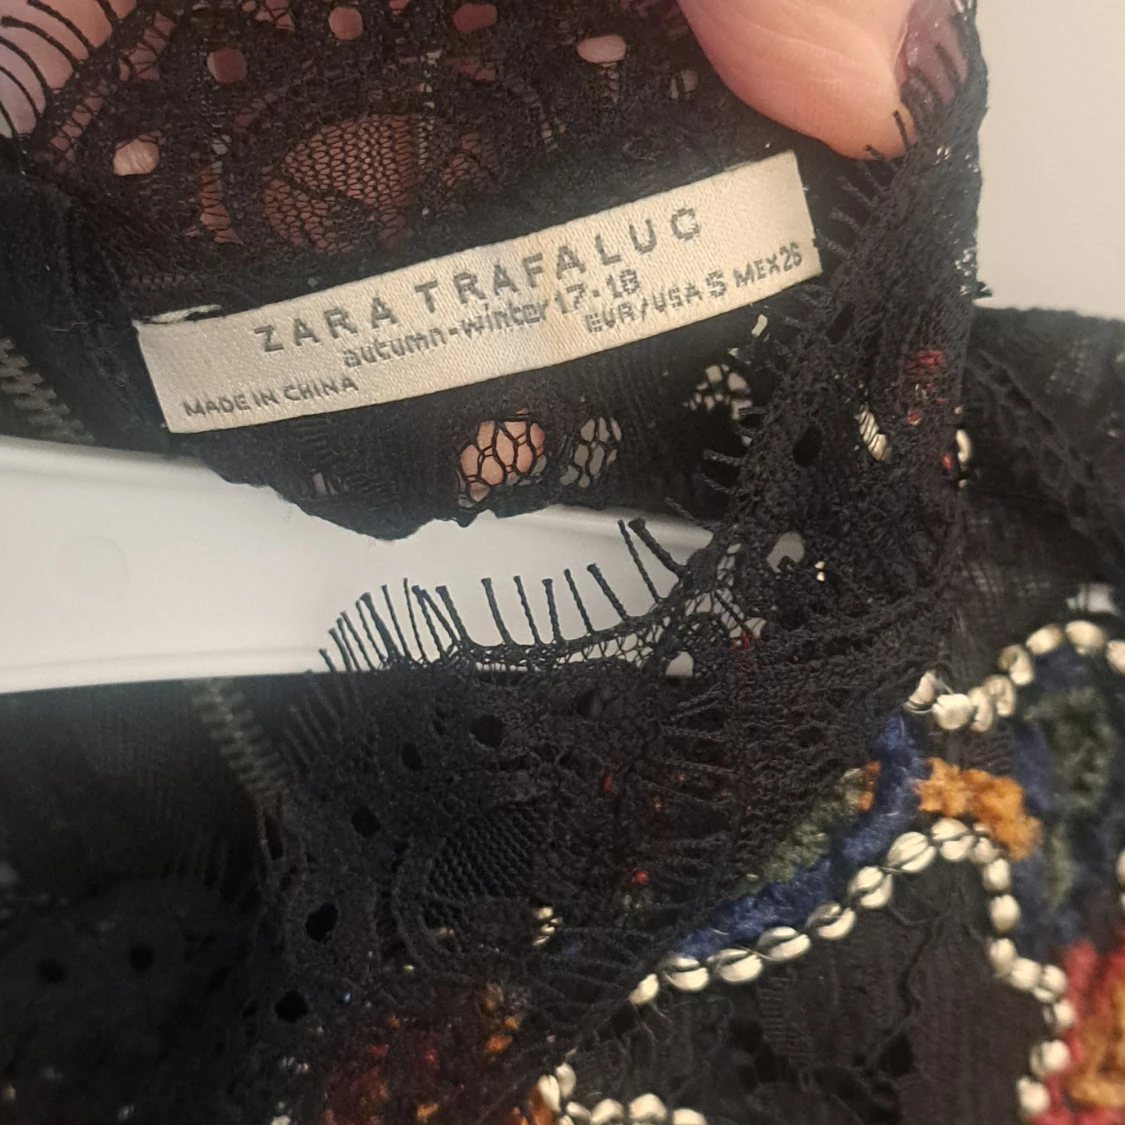 ZARA TRAFALUC
autumn-winter 17-18
EUR/USA S MEX 26
MADE IN CHINA